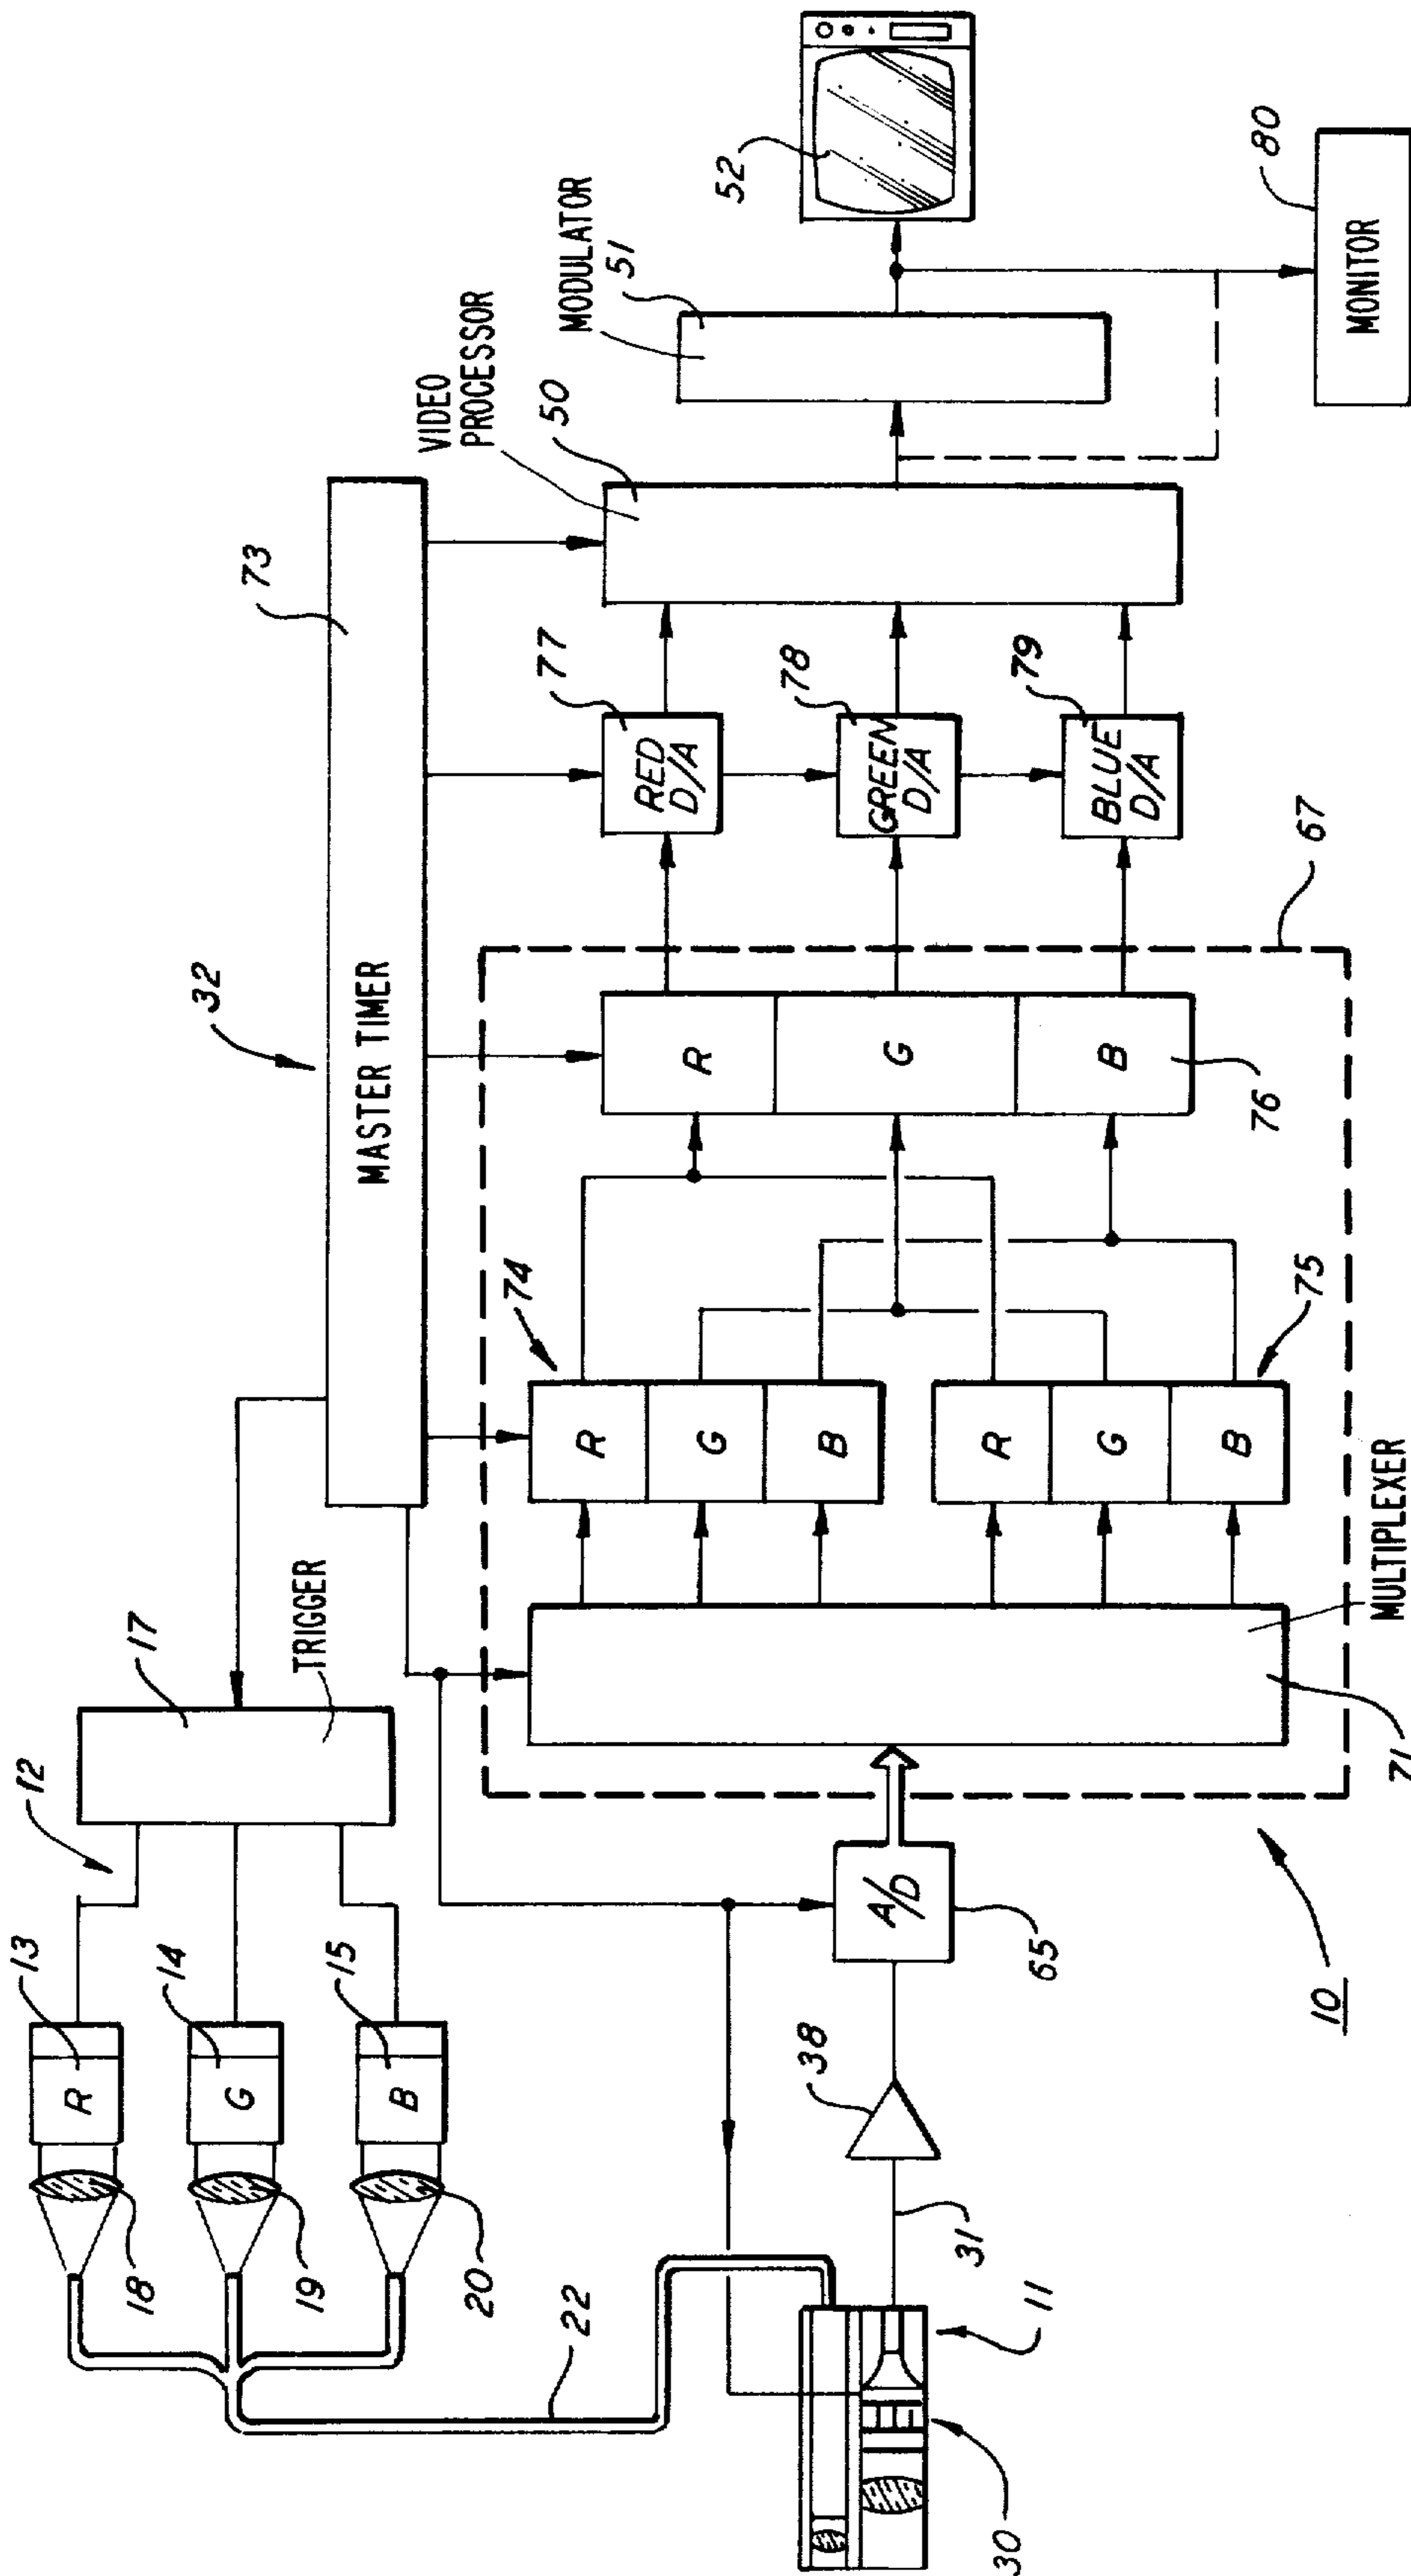 12
17
TRIGGER
R
13
G
14
B
15
18
19
20
22
32
73
MASTER TIMER
VIDEO
PROCESSOR
50
MODULATOR
51
52
80
MONITOR
77
RED
D/A
78
GREEN
D/A
79
BLUE
D/A
67
R
G
B
76
74
R
G
B
75
R
G
B
MULTIPLEXER
71
A/D
65
38
31
11
30
10